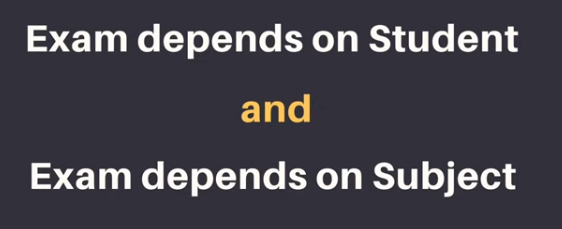 Exam depends on Student
and
Exam depends on Subject